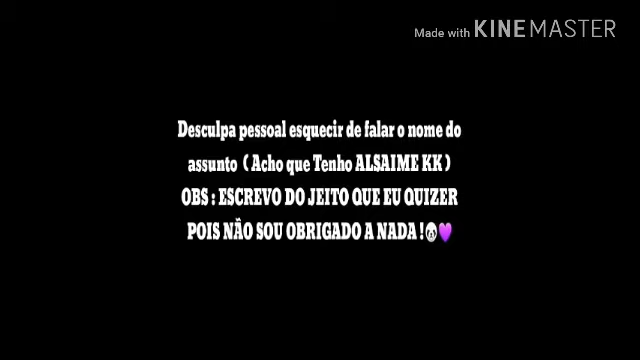 Made with KINEMASTER
Desculpa pessoal esquecir de falar o nome do
assunto ( Acho que Tenho ALSAIME KK )
OBS : ESCREVO DO JEITO QUE EU QUIZER
POIS NÃO SOU OBRIGADO A NADA !🐼💜